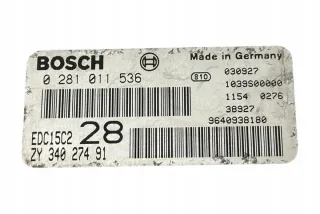 BOSCH
Made in Germany
0 281 011 536
810
030927
1039S00000
1154 0276
38927
9640938180
EDC15C2 28
ZY 340 274 91